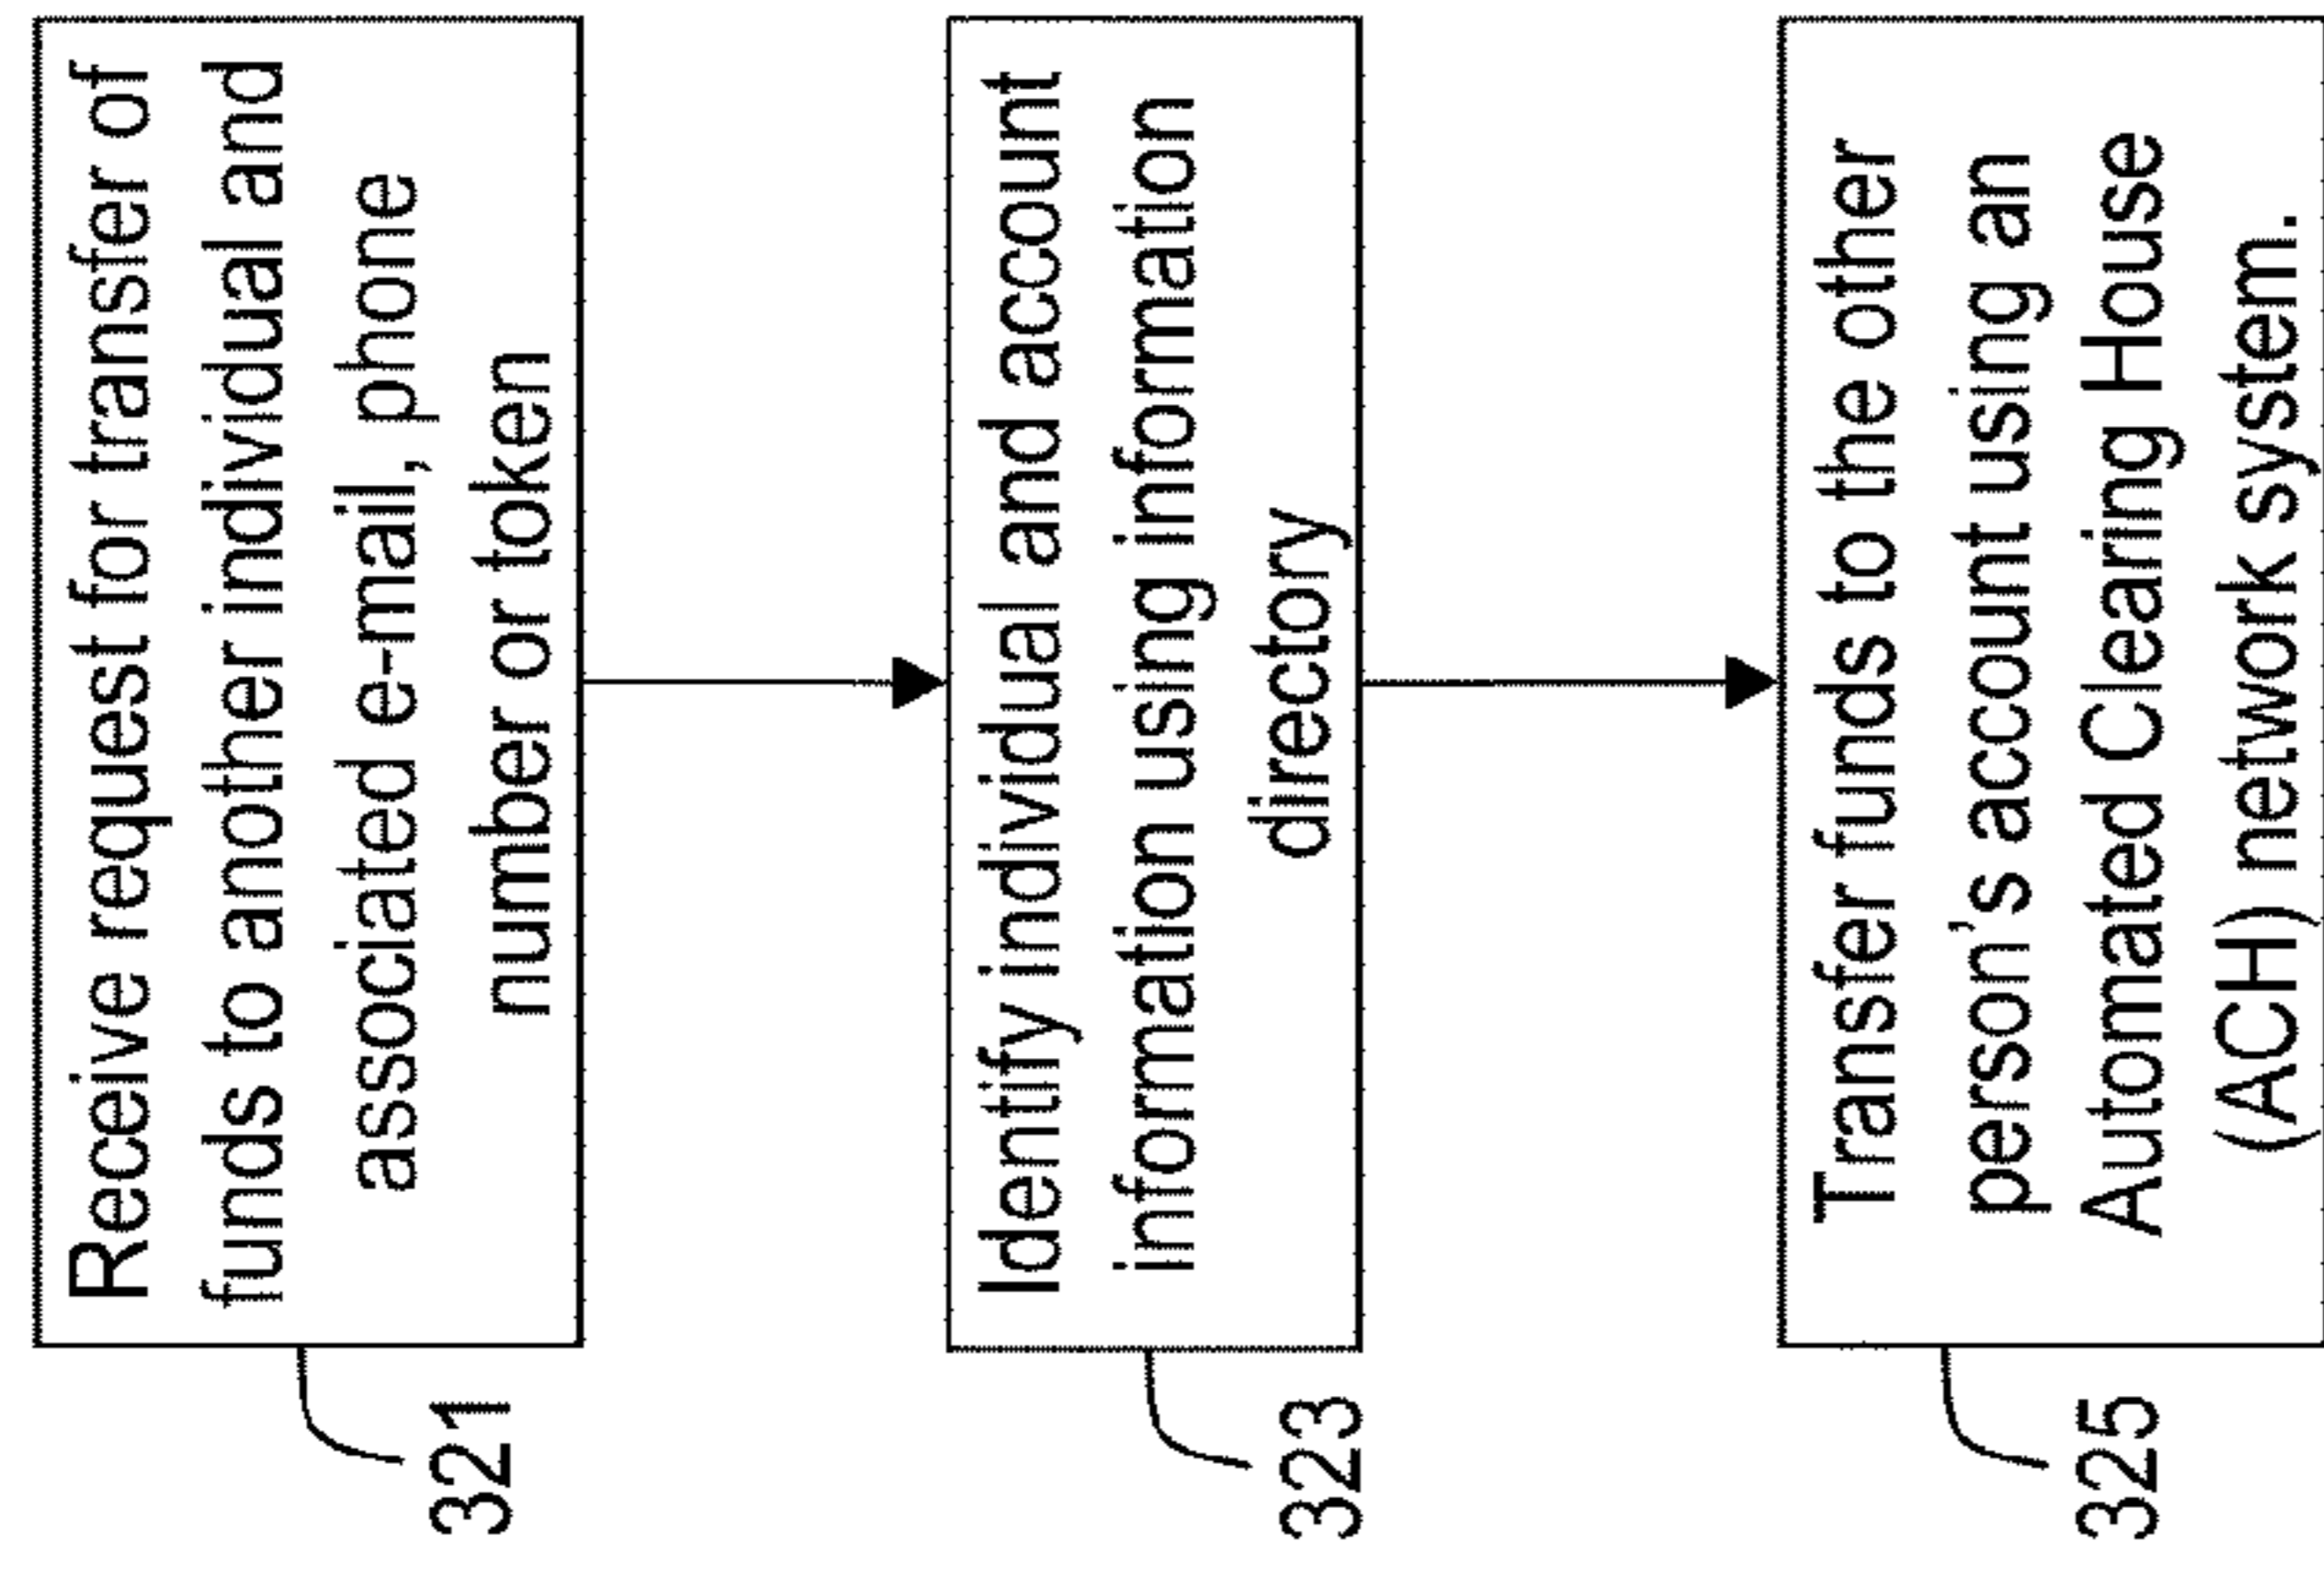 Receive request for transfer of
funds to another individual and
associated e-mail, phone
number or token
321
Identify individual and account
information using information
directory
323
Transfer funds to the other
person's account using an
Automated Clearing House
(ACH) network system.
325